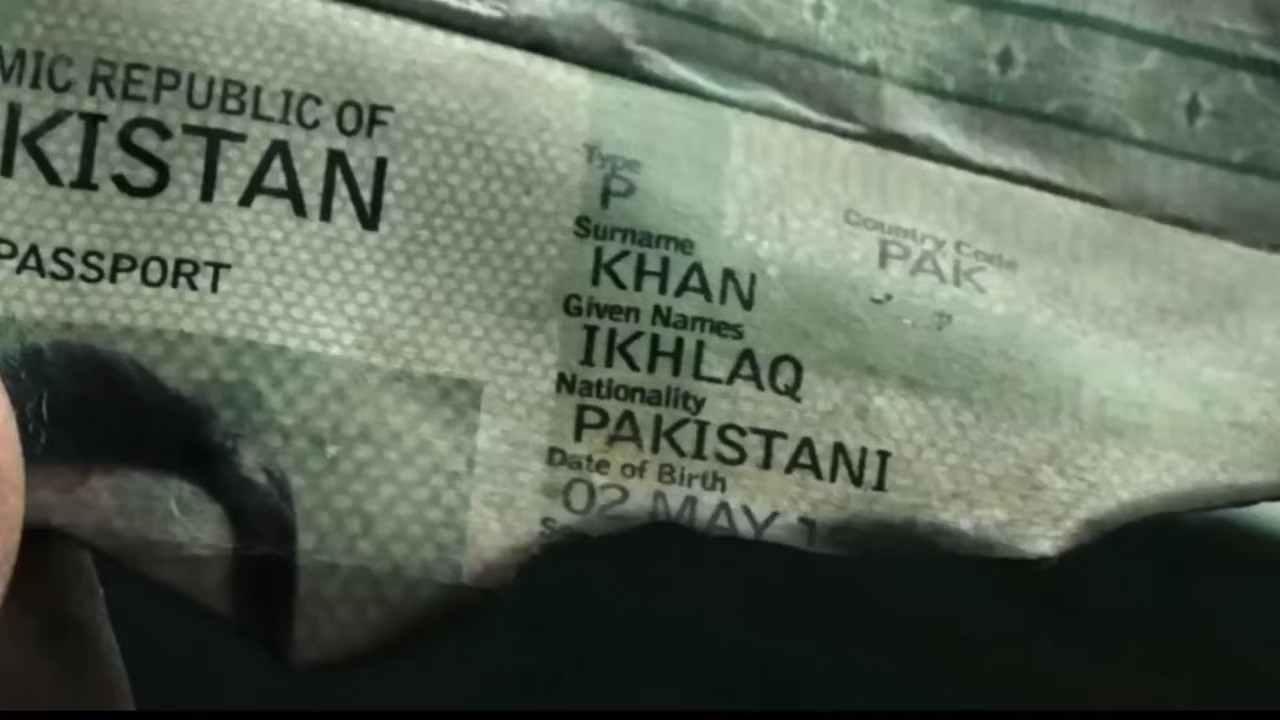 MIC REPUBLIC OF
KISTAN
PASSPORT
Type
P
Country Code
PAK
Surname
KHAN
Given Names
IKHLAQ
Nationality
PAKISTANI
Date of Birth
02 MAY 1